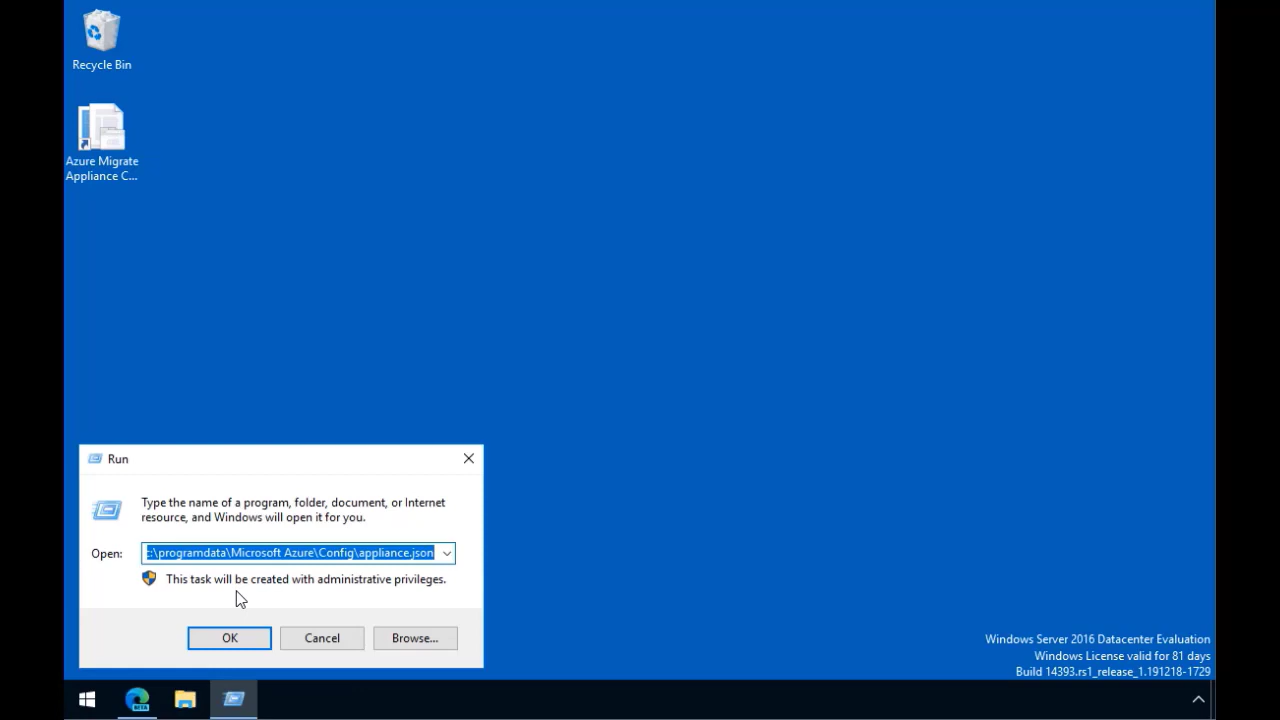 Recycle Bin
Azure Migrate
Appliance C...
Run
Type the name of a program, folder, document, or Internet
resource, and Windows will open it for you.
Open:
c:\programdata\Microsoft Azure\Config\appliance.json
This task will be created with administrative privileges.
OK
Cancel
Browse...
Windows Server 2016 Datacenter Evaluation
Windows License valid for 81 days
Build 14393.rs1_release_1.191218-1729
BETA